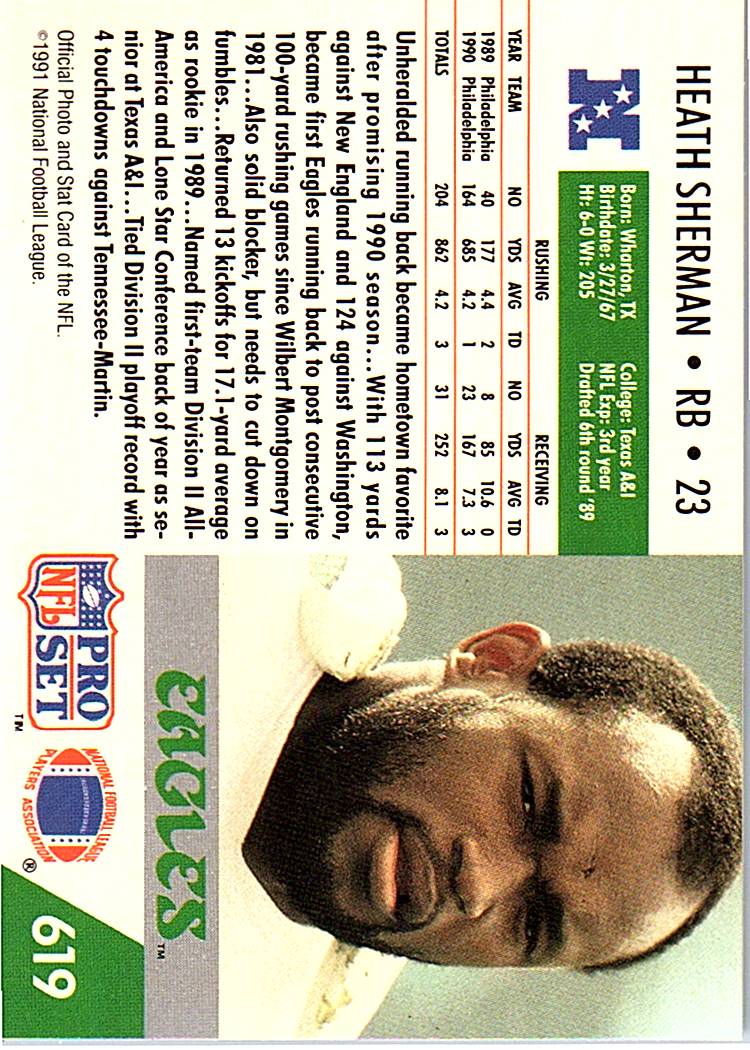 HEATH SHERMAN • RB • 23
Born: Wharton, TX
Birthdate: 3/27/67
Ht: 6-0 Wt: 205
College: Texas A&I
NFL Exp: 3rd year
Drafted 6th round '89
RUSHING RECEIVING
YEAR TEAM NO YDS AVG TD NO YDS AVG TD
1989 Philadelphia 40 177 4.4 2 8 85 10.6 0
1990 Philadelphia 164 685 4.2 1 23 167 7.3 3
TOTALS 204 862 4.2 3 31 252 8.1 3
Unheralded running back became hometown favorite
after promising 1990 season...With 113 yards
against New England and 124 against Washington,
became first Eagles running back to post consecutive
100-yard rushing games since Wilbert Montgomery in
1981...Also solid blocker, but needs to cut down on
fumbles...Returned 13 kickoffs for 17.1-yard average
as rookie in 1989...Named first-team Division II All-
America and Lone Star Conference back of year as se-
nior at Texas A&I...Tied Division II playoff record with
4 touchdowns against Tennessee-Martin.
Official Photo and Stat Card of the NFL.
©1991 National Football League.
EAGLES™
NFL PRO SET™
NATIONAL FOOTBALL LEAGUE PLAYERS ASSOCIATION ®
619